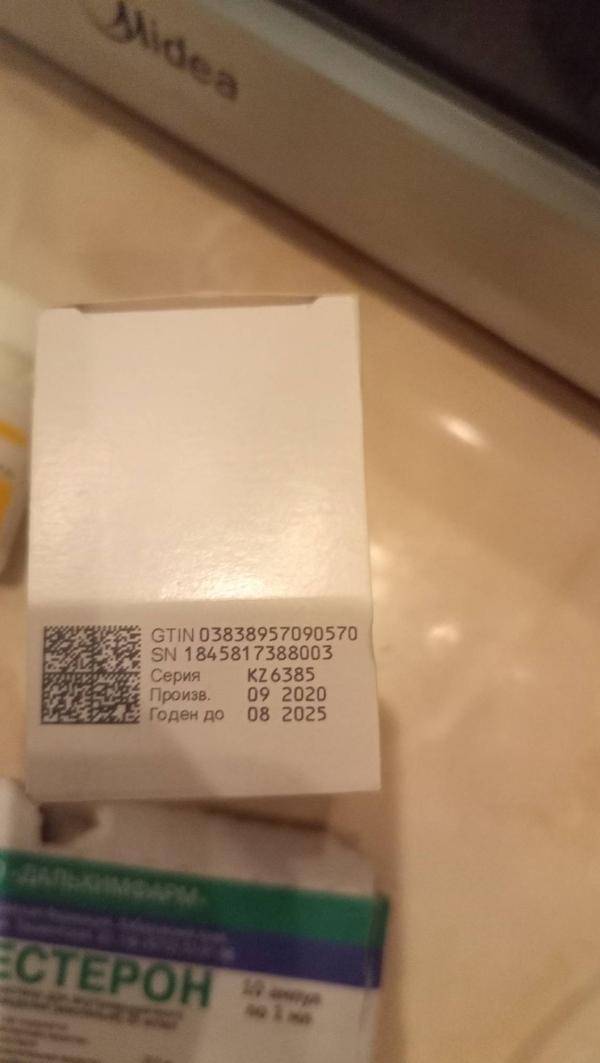 Midea
GTIN 03838957090570
SN 1845817388003
Серия KZ6385
Произв. 09 2020
Годен до 08 2025
«ДАЛЬХИМФАРМ»
ЕСТЕРОН
10 ампул
по 1 мл